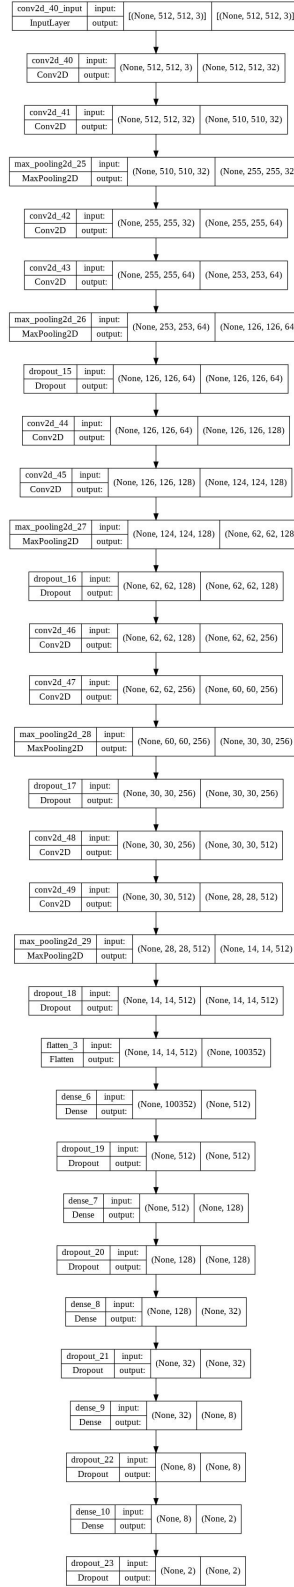 conv2d_40_input input: [(None, 512, 512, 3)] [(None, 512, 512, 3)]
InputLayer output:
conv2d_40 input: (None, 512, 512, 3) (None, 512, 512, 32)
Conv2D output:
conv2d_41 input: (None, 512, 512, 32) (None, 510, 510, 32)
Conv2D output:
max_pooling2d_25 input: (None, 510, 510, 32) (None, 255, 255, 32
MaxPooling2D output:
conv2d_42 input: (None, 255, 255, 32) (None, 255, 255, 64)
Conv2D output:
conv2d_43 input: (None, 255, 255, 64) (None, 253, 253, 64)
Conv2D output:
max_pooling2d_26 input: (None, 253, 253, 64) (None, 126, 126, 64
MaxPooling2D output:
dropout_15 input: (None, 126, 126, 64) (None, 126, 126, 64)
Dropout output:
conv2d_44 input: (None, 126, 126, 64) (None, 126, 126, 128)
Conv2D output:
conv2d_45 input: (None, 126, 126, 128) (None, 124, 124, 128)
Conv2D output:
max_pooling2d_27 input: (None, 124, 124, 128) (None, 62, 62, 128
MaxPooling2D output:
dropout_16 input: (None, 62, 62, 128) (None, 62, 62, 128)
Dropout output:
conv2d_46 input: (None, 62, 62, 128) (None, 62, 62, 256)
Conv2D output:
conv2d_47 input: (None, 62, 62, 256) (None, 60, 60, 256)
Conv2D output:
max_pooling2d_28 input: (None, 60, 60, 256) (None, 30, 30, 256)
MaxPooling2D output:
dropout_17 input: (None, 30, 30, 256) (None, 30, 30, 256)
Dropout output:
conv2d_48 input: (None, 30, 30, 256) (None, 30, 30, 512)
Conv2D output:
conv2d_49 input: (None, 30, 30, 512) (None, 28, 28, 512)
Conv2D output:
max_pooling2d_29 input: (None, 28, 28, 512) (None, 14, 14, 512)
MaxPooling2D output:
dropout_18 input: (None, 14, 14, 512) (None, 14, 14, 512)
Dropout output:
flatten_3 input: (None, 14, 14, 512) (None, 100352)
Flatten output:
dense_6 input: (None, 100352) (None, 512)
Dense output:
dropout_19 input: (None, 512) (None, 512)
Dropout output:
dense_7 input: (None, 512) (None, 128)
Dense output:
dropout_20 input: (None, 128) (None, 128)
Dropout output:
dense_8 input: (None, 128) (None, 32)
Dense output:
dropout_21 input: (None, 32) (None, 32)
Dropout output:
dense_9 input: (None, 32) (None, 8)
Dense output:
dropout_22 input: (None, 8) (None, 8)
Dropout output:
dense_10 input: (None, 8) (None, 2)
Dense output:
dropout_23 input: (None, 2) (None, 2)
Dropout output: